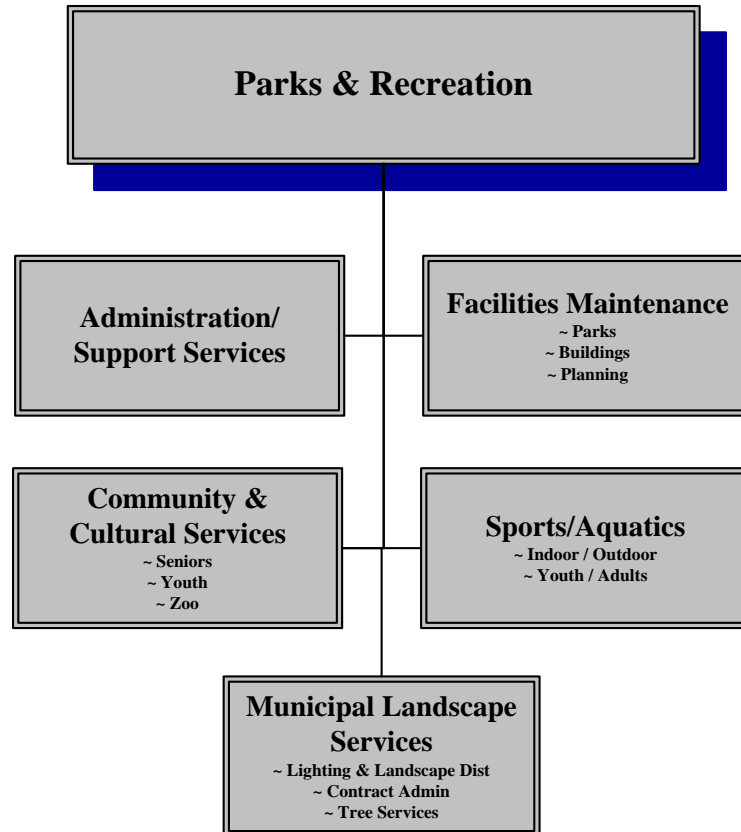 Parks & Recreation
Administration/
Support Services
Facilities Maintenance
~ Parks
~ Buildings
~ Planning
Community &
Cultural Services
~ Seniors
~ Youth
~ Zoo
Sports/Aquatics
~ Indoor / Outdoor
~ Youth / Adults
Municipal Landscape
Services
~ Lighting & Landscape Dist
~ Contract Admin
~ Tree Services